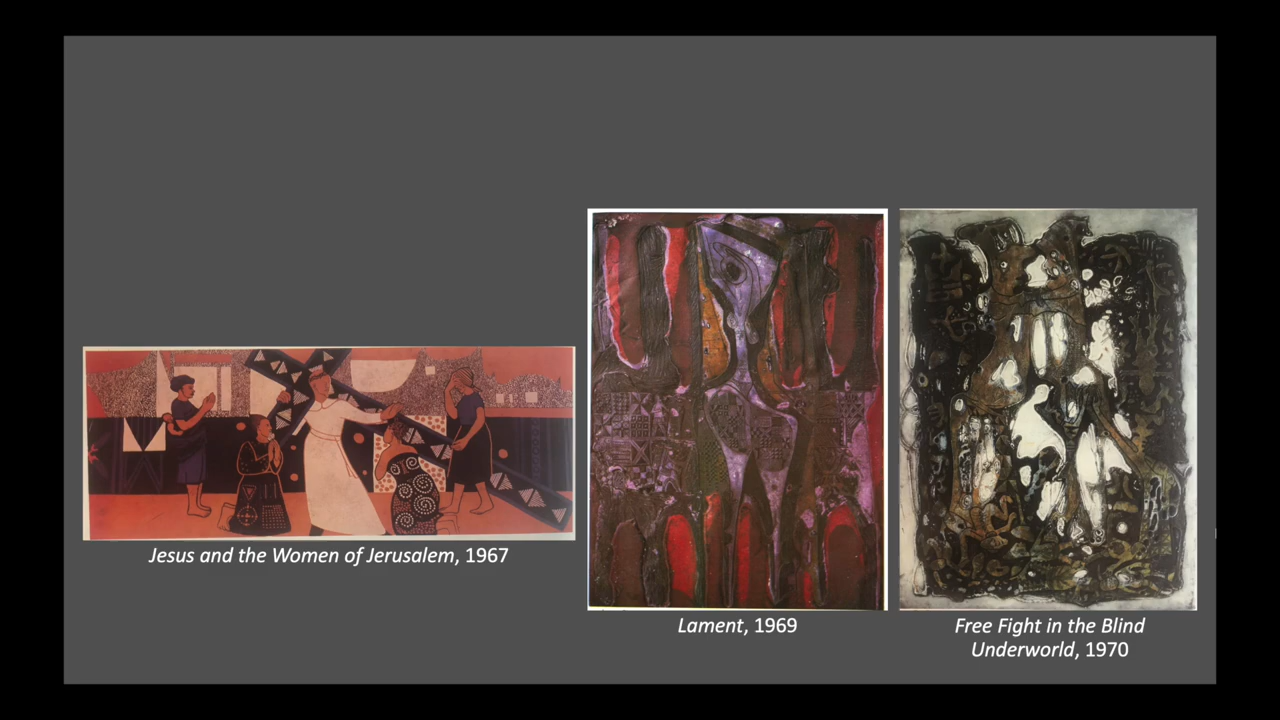 Jesus and the Women of Jerusalem, 1967
Lament, 1969
Free Fight in the Blind
Underworld, 1970